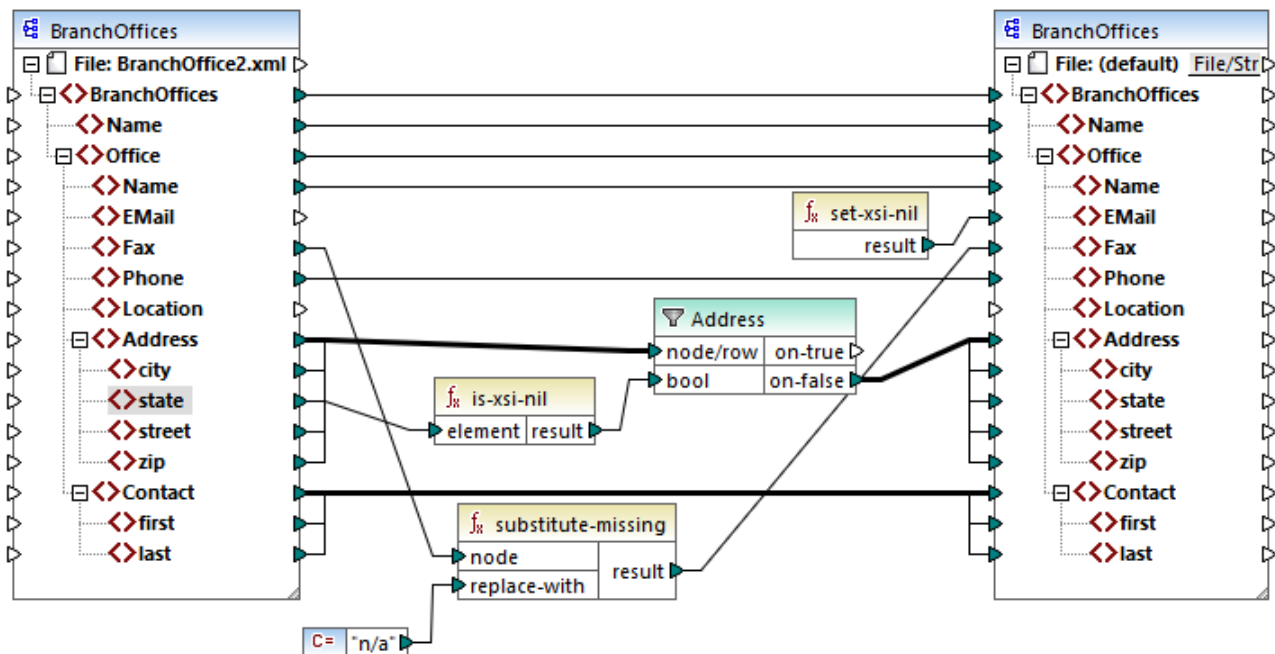 BranchOffices
File: BranchOffice2.xml
BranchOffices
Name
Office
Name
EMail
Fax
Phone
Location
Address
city
state
street
zip
Contact
first
last
fx is-xsi-nil
element result
fx substitute-missing
node
replace-with
result
C= "n/a"
Address
node/row on-true
bool on-false
fx set-xsi-nil
result
BranchOffices
File: (default) File/Str
BranchOffices
Name
Office
Name
EMail
Fax
Phone
Location
Address
city
state
street
zip
Contact
first
last